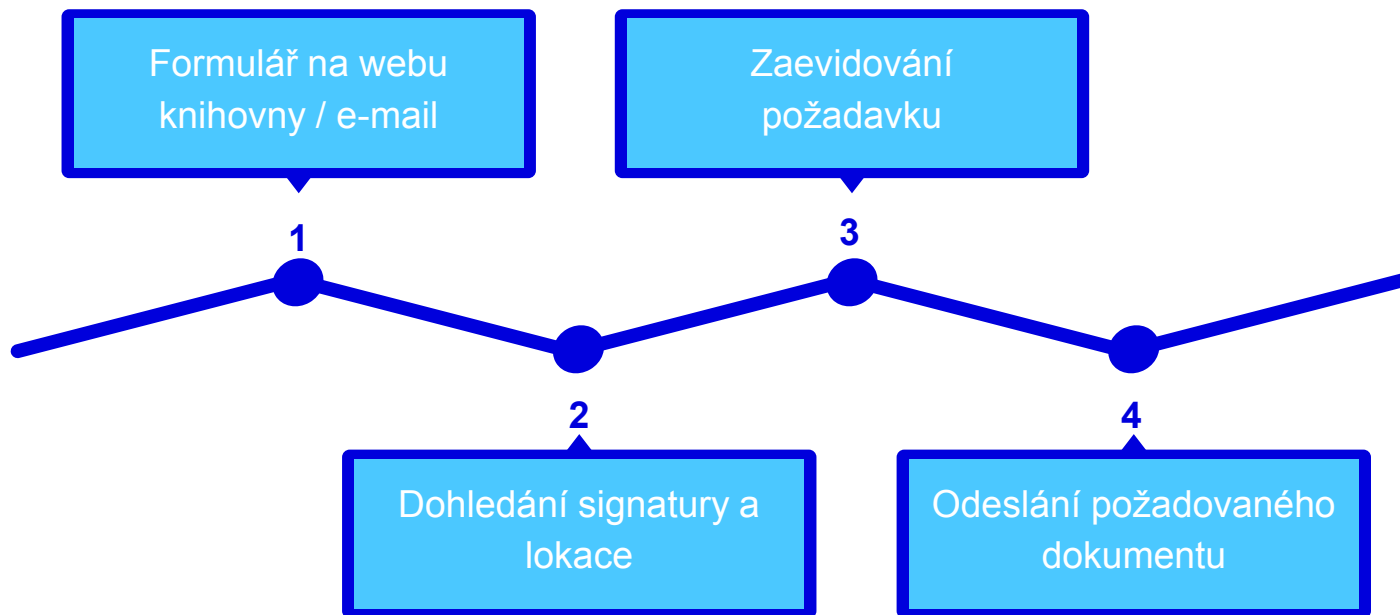 Formulář na webu
knihovny / e-mail
1
Dohledání signatury a
lokace
2
Zaevidování
požadavku
3
Odeslání požadovaného
dokumentu
4